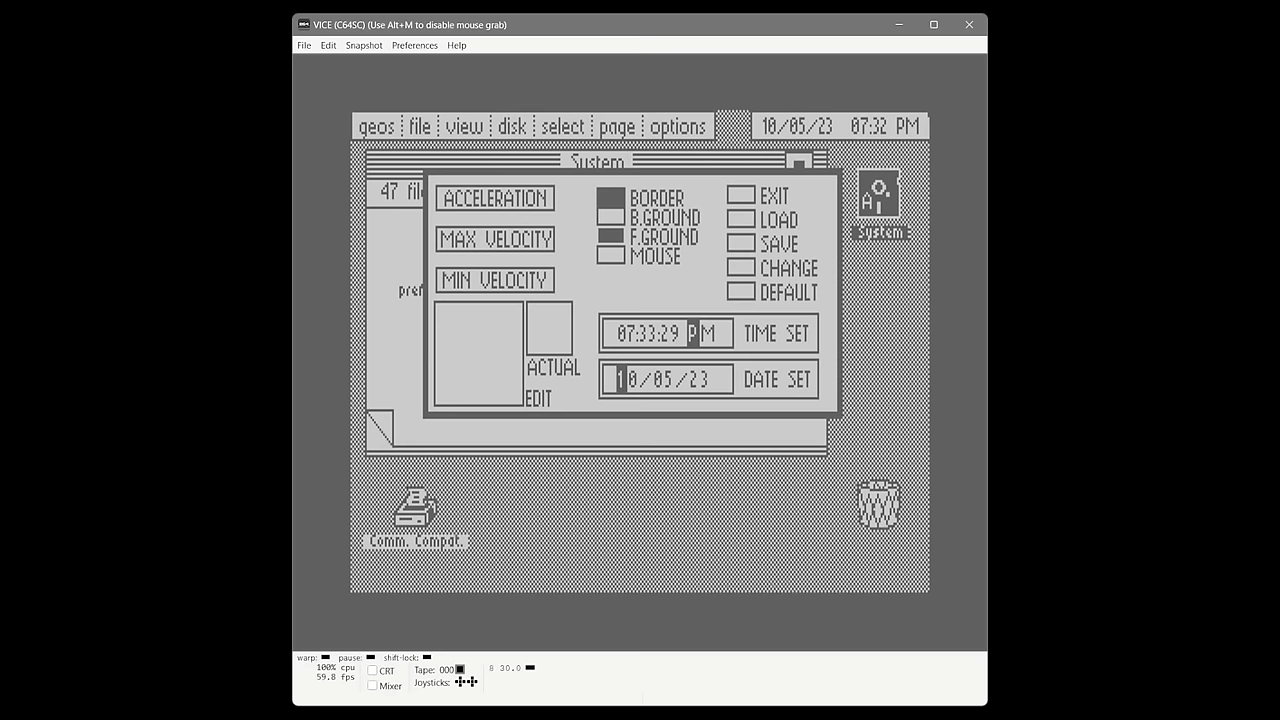 VICE (C64SC) (Use Alt+M to disable mouse grab)
File Edit Snapshot Preferences Help
geos file view disk select page options 10/05/23 07:32 PM
System
47 fil
pref
ACCELERATION
MAX VELOCITY
MIN VELOCITY
ACTUAL
EDIT
BORDER
B.GROUND
F.GROUND
MOUSE
EXIT
LOAD
SAVE
CHANGE
DEFAULT
07:33:29 PM TIME SET
10/05/23 DATE SET
System
Comm. Compat.
warp: pause: shift-lock:
100% cpu
59.8 fps
CRT
Mixer
Tape: 000
Joysticks:
8 30.0